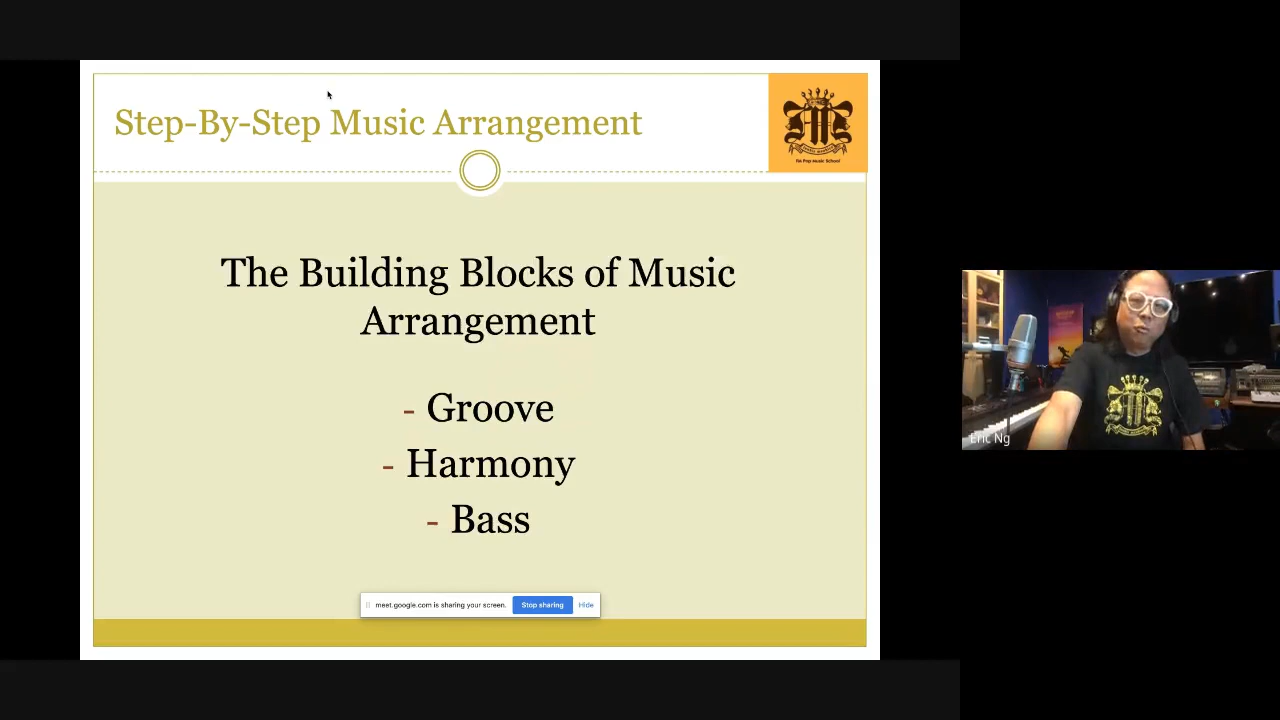 Step-By-Step Music Arrangement
The Building Blocks of Music
Arrangement
- Groove
- Harmony
- Bass
meet.google.com is sharing your screen.
Stop sharing
Hide
Eric Ng